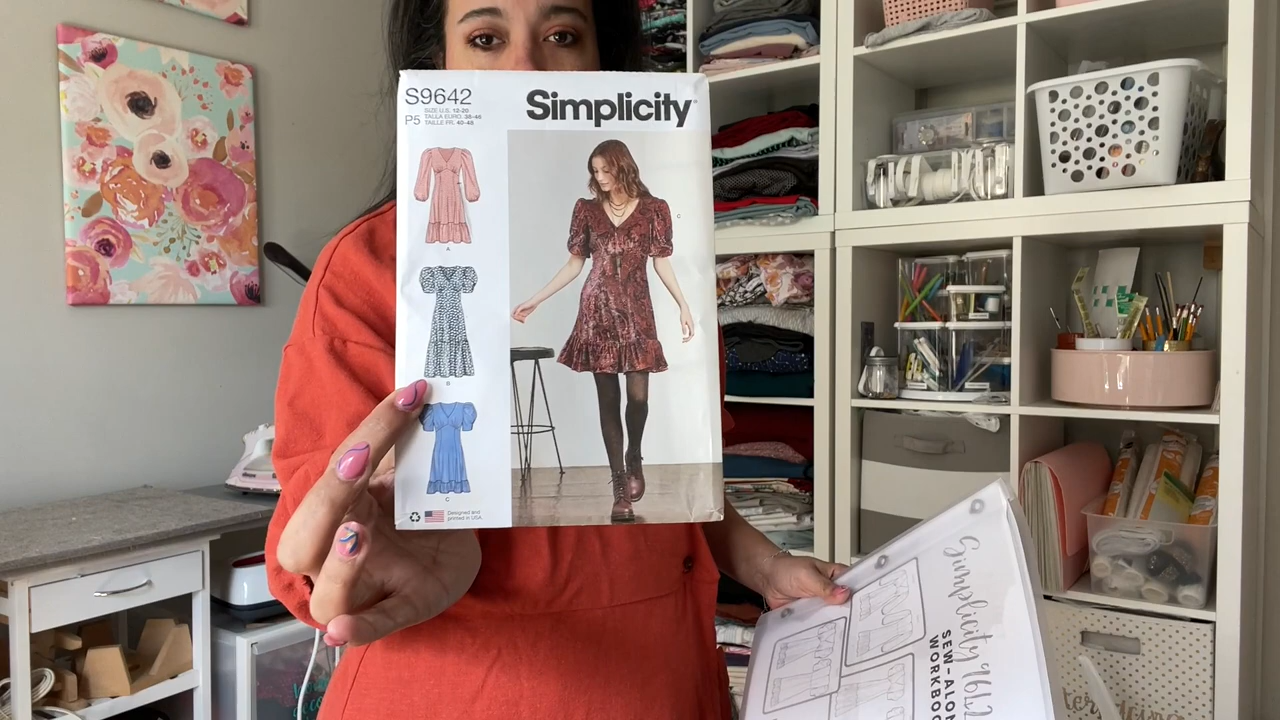 S9642
P5
SIZE U.S. 12-20
TALLA EURO. 38-46
TAILLE FR. 40-48
Simplicity
A
C
B
C
Designed and
printed in USA.
Simplicity 9642
SEW-ALONG